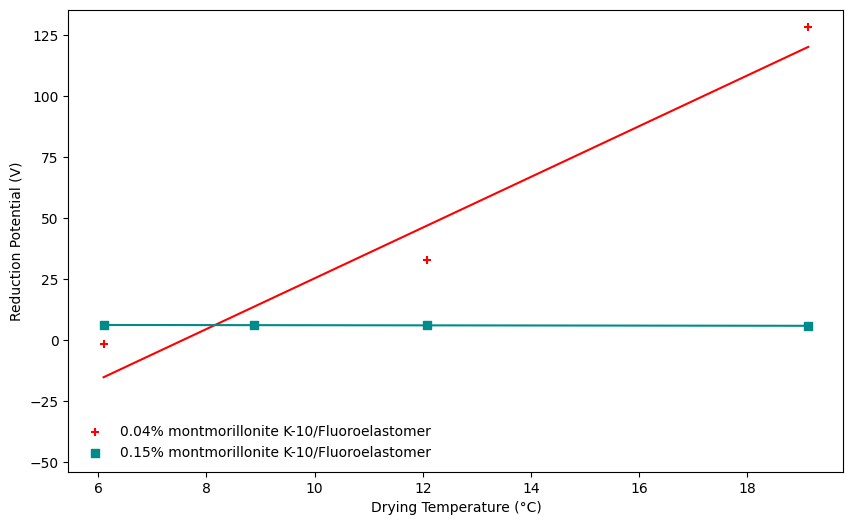 125
100
75
50
25
0
−25
−50
Reduction Potential (V)
0.04% montmorillonite K-10/Fluoroelastomer
0.15% montmorillonite K-10/Fluoroelastomer
6 8 10 12 14 16 18
Drying Temperature (°C)